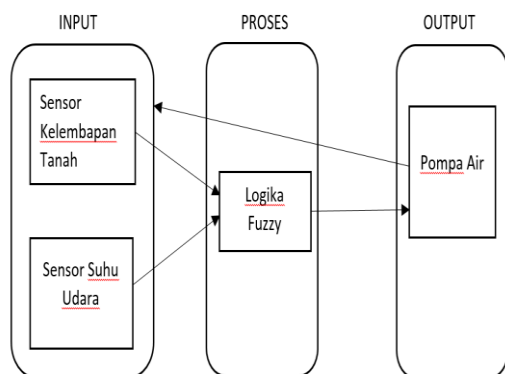 INPUT
PROSES
OUTPUT
Sensor
Kelembapan
Tanah
Sensor Suhu
Udara
Logika
Fuzzy
Pompa Air